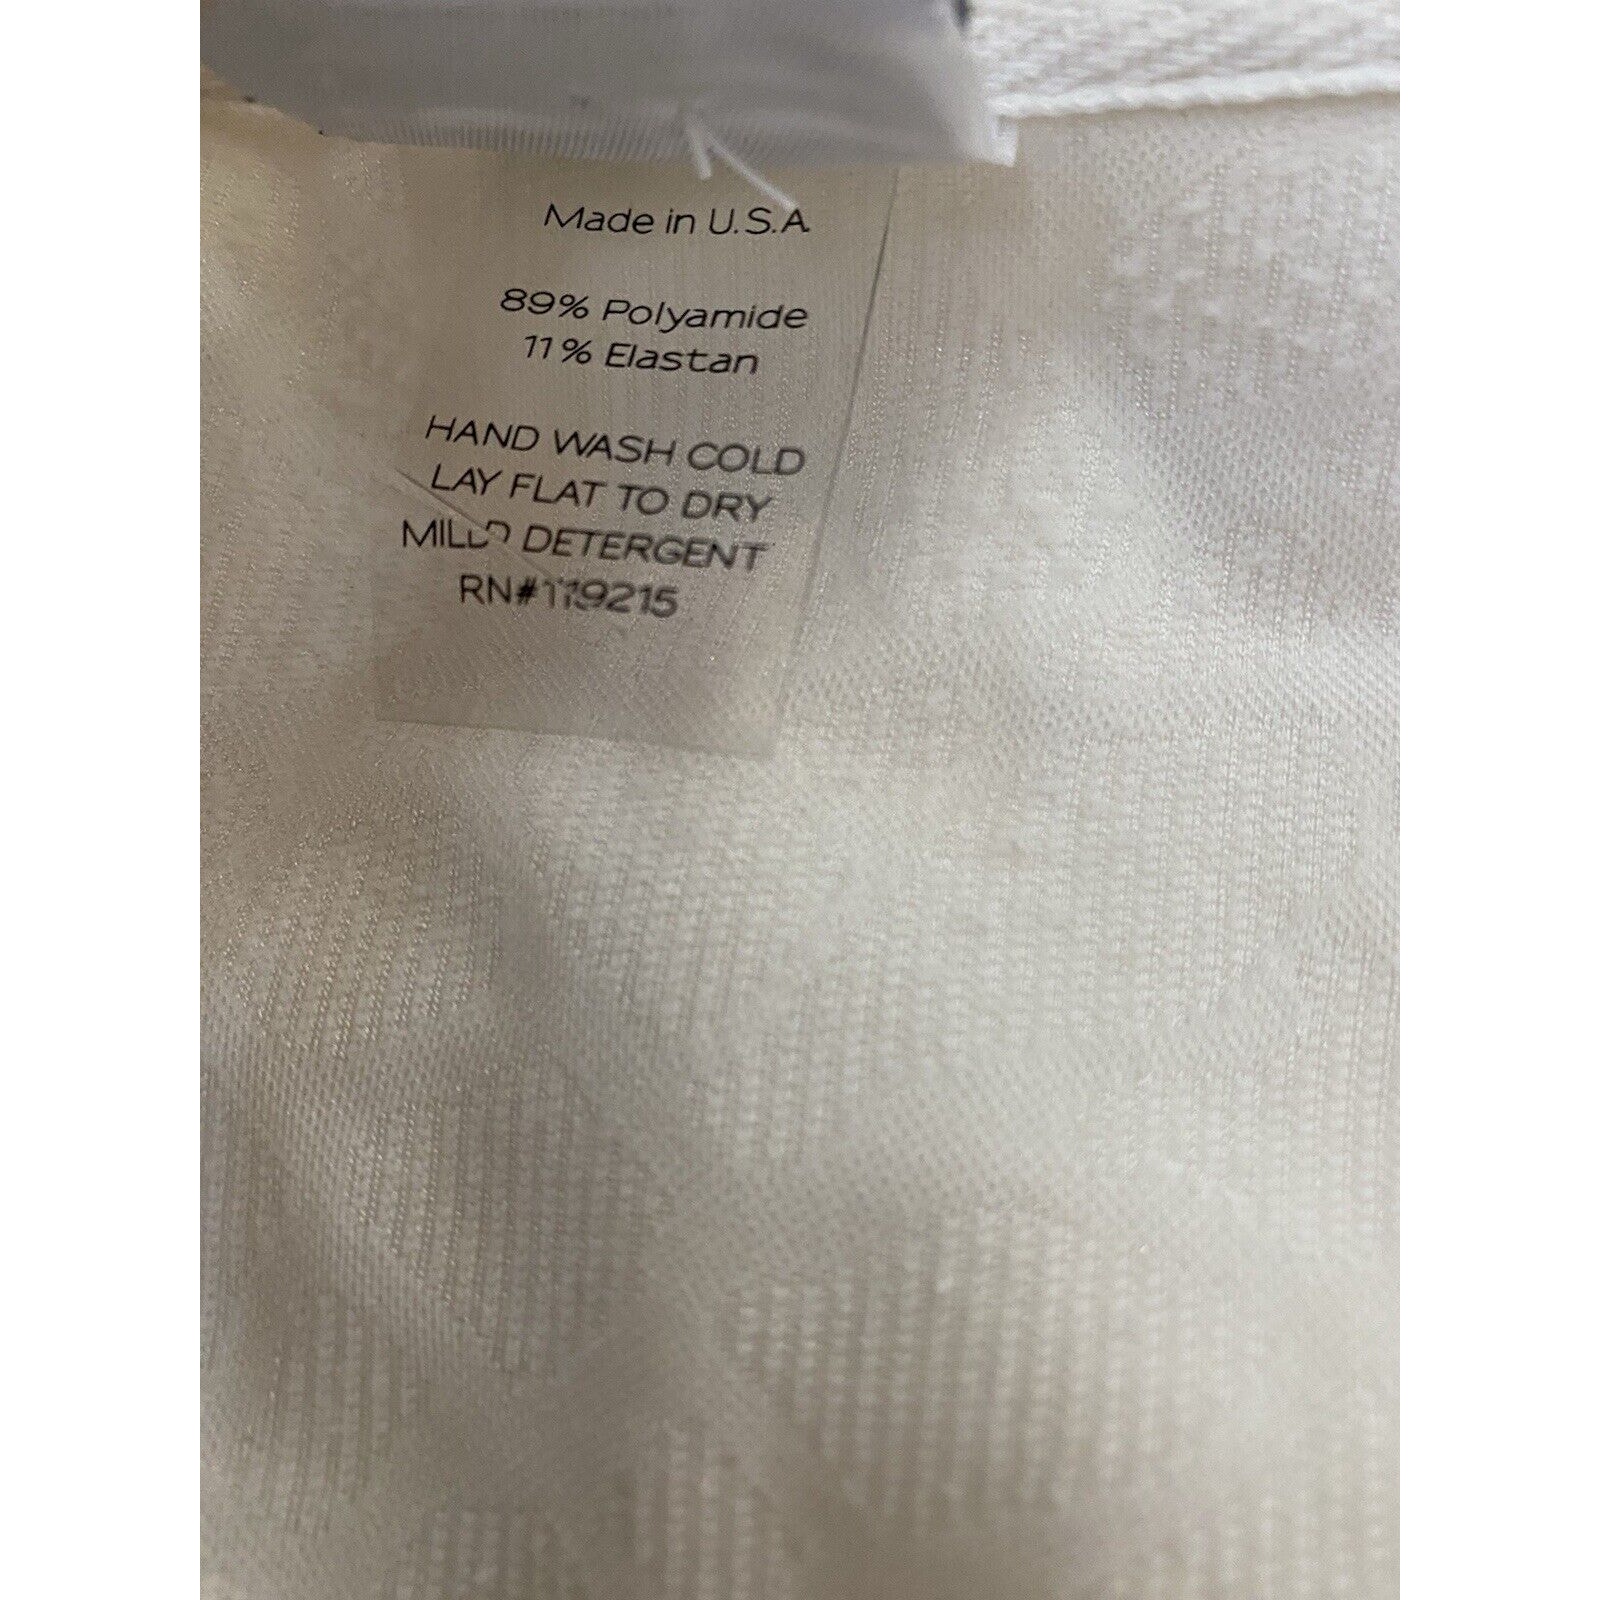 Made in U.S.A.
89% Polyamide
11% Elastan
HAND WASH COLD
LAY FLAT TO DRY
MILD DETERGENT
RN#119215